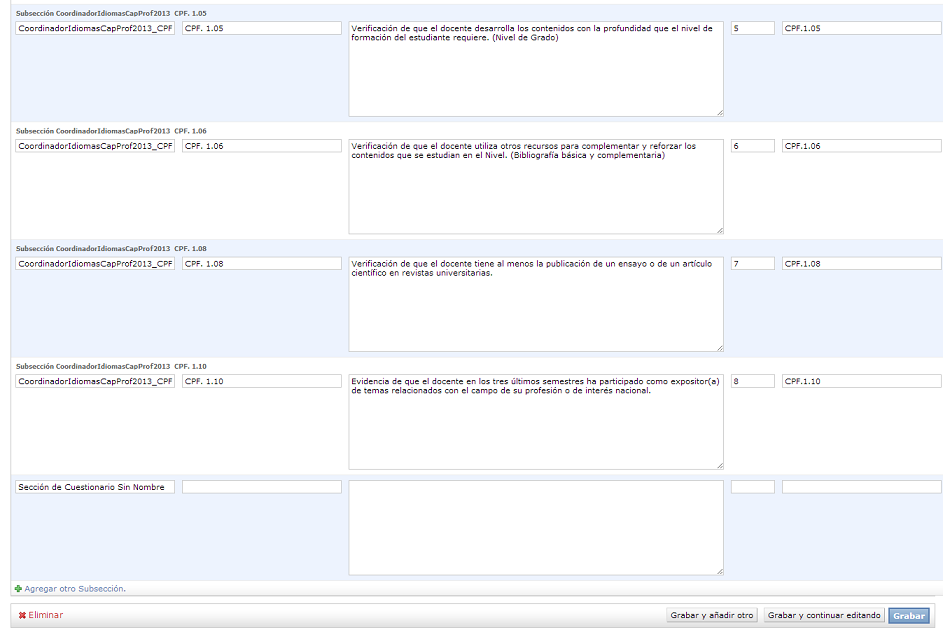 Subsección CoordinadorIdiomasCapProf2013 CPF. 1.05
CoordinadorIdiomasCapProf2013_CPF CPF. 1.05 Verificación de que el docente desarrolla los contenidos con la profundidad que el nivel de 5 CPF.1.05
formación del estudiante requiere. (Nivel de Grado)
Subsección CoordinadorIdiomasCapProf2013 CPF. 1.06
CoordinadorIdiomasCapProf2013_CPF CPF. 1.06 Verificación de que el docente utiliza otros recursos para complementar y reforzar los 6 CPF.1.06
contenidos que se estudian en el Nivel. (Bibliografía básica y complementaria)
Subsección CoordinadorIdiomasCapProf2013 CPF. 1.08
CoordinadorIdiomasCapProf2013_CPF CPF. 1.08 Verificación de que el docente tiene al menos la publicación de un ensayo o de un artículo 7 CPF.1.08
científico en revistas universitarias.
Subsección CoordinadorIdiomasCapProf2013 CPF. 1.10
CoordinadorIdiomasCapProf2013_CPF CPF. 1.10 Evidencia de que el docente en los tres últimos semestres ha participado como expositor(a) 8 CPF.1.10
de temas relacionados con el campo de su profesión o de interés nacional.
Sección de Cuestionario Sin Nombre
Agregar otro Subsección.
Eliminar Grabar y añadir otro Grabar y continuar editando Grabar